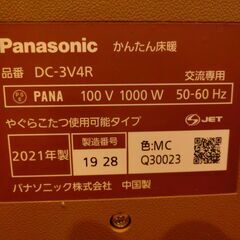 Panasonic かんたん床暖
品番 DC-3V4R 交流専用
PS E PANA 100 V 1000 W 50-60 Hz
やぐらこたつ使用可能タイプ S JET
2021年製 製造番号 19 28 色:MC
Q30023
パナソニック株式会社 中国製